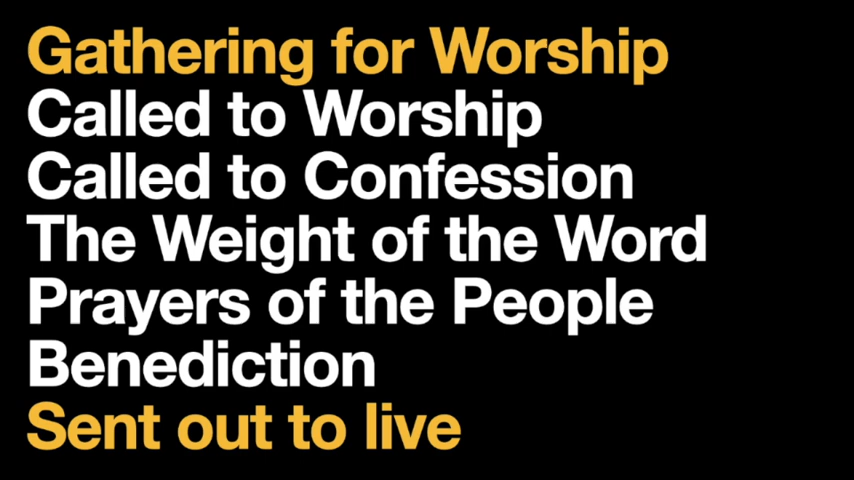 Gathering for Worship
Called to Worship
Called to Confession
The Weight of the Word
Prayers of the People
Benediction
Sent out to live